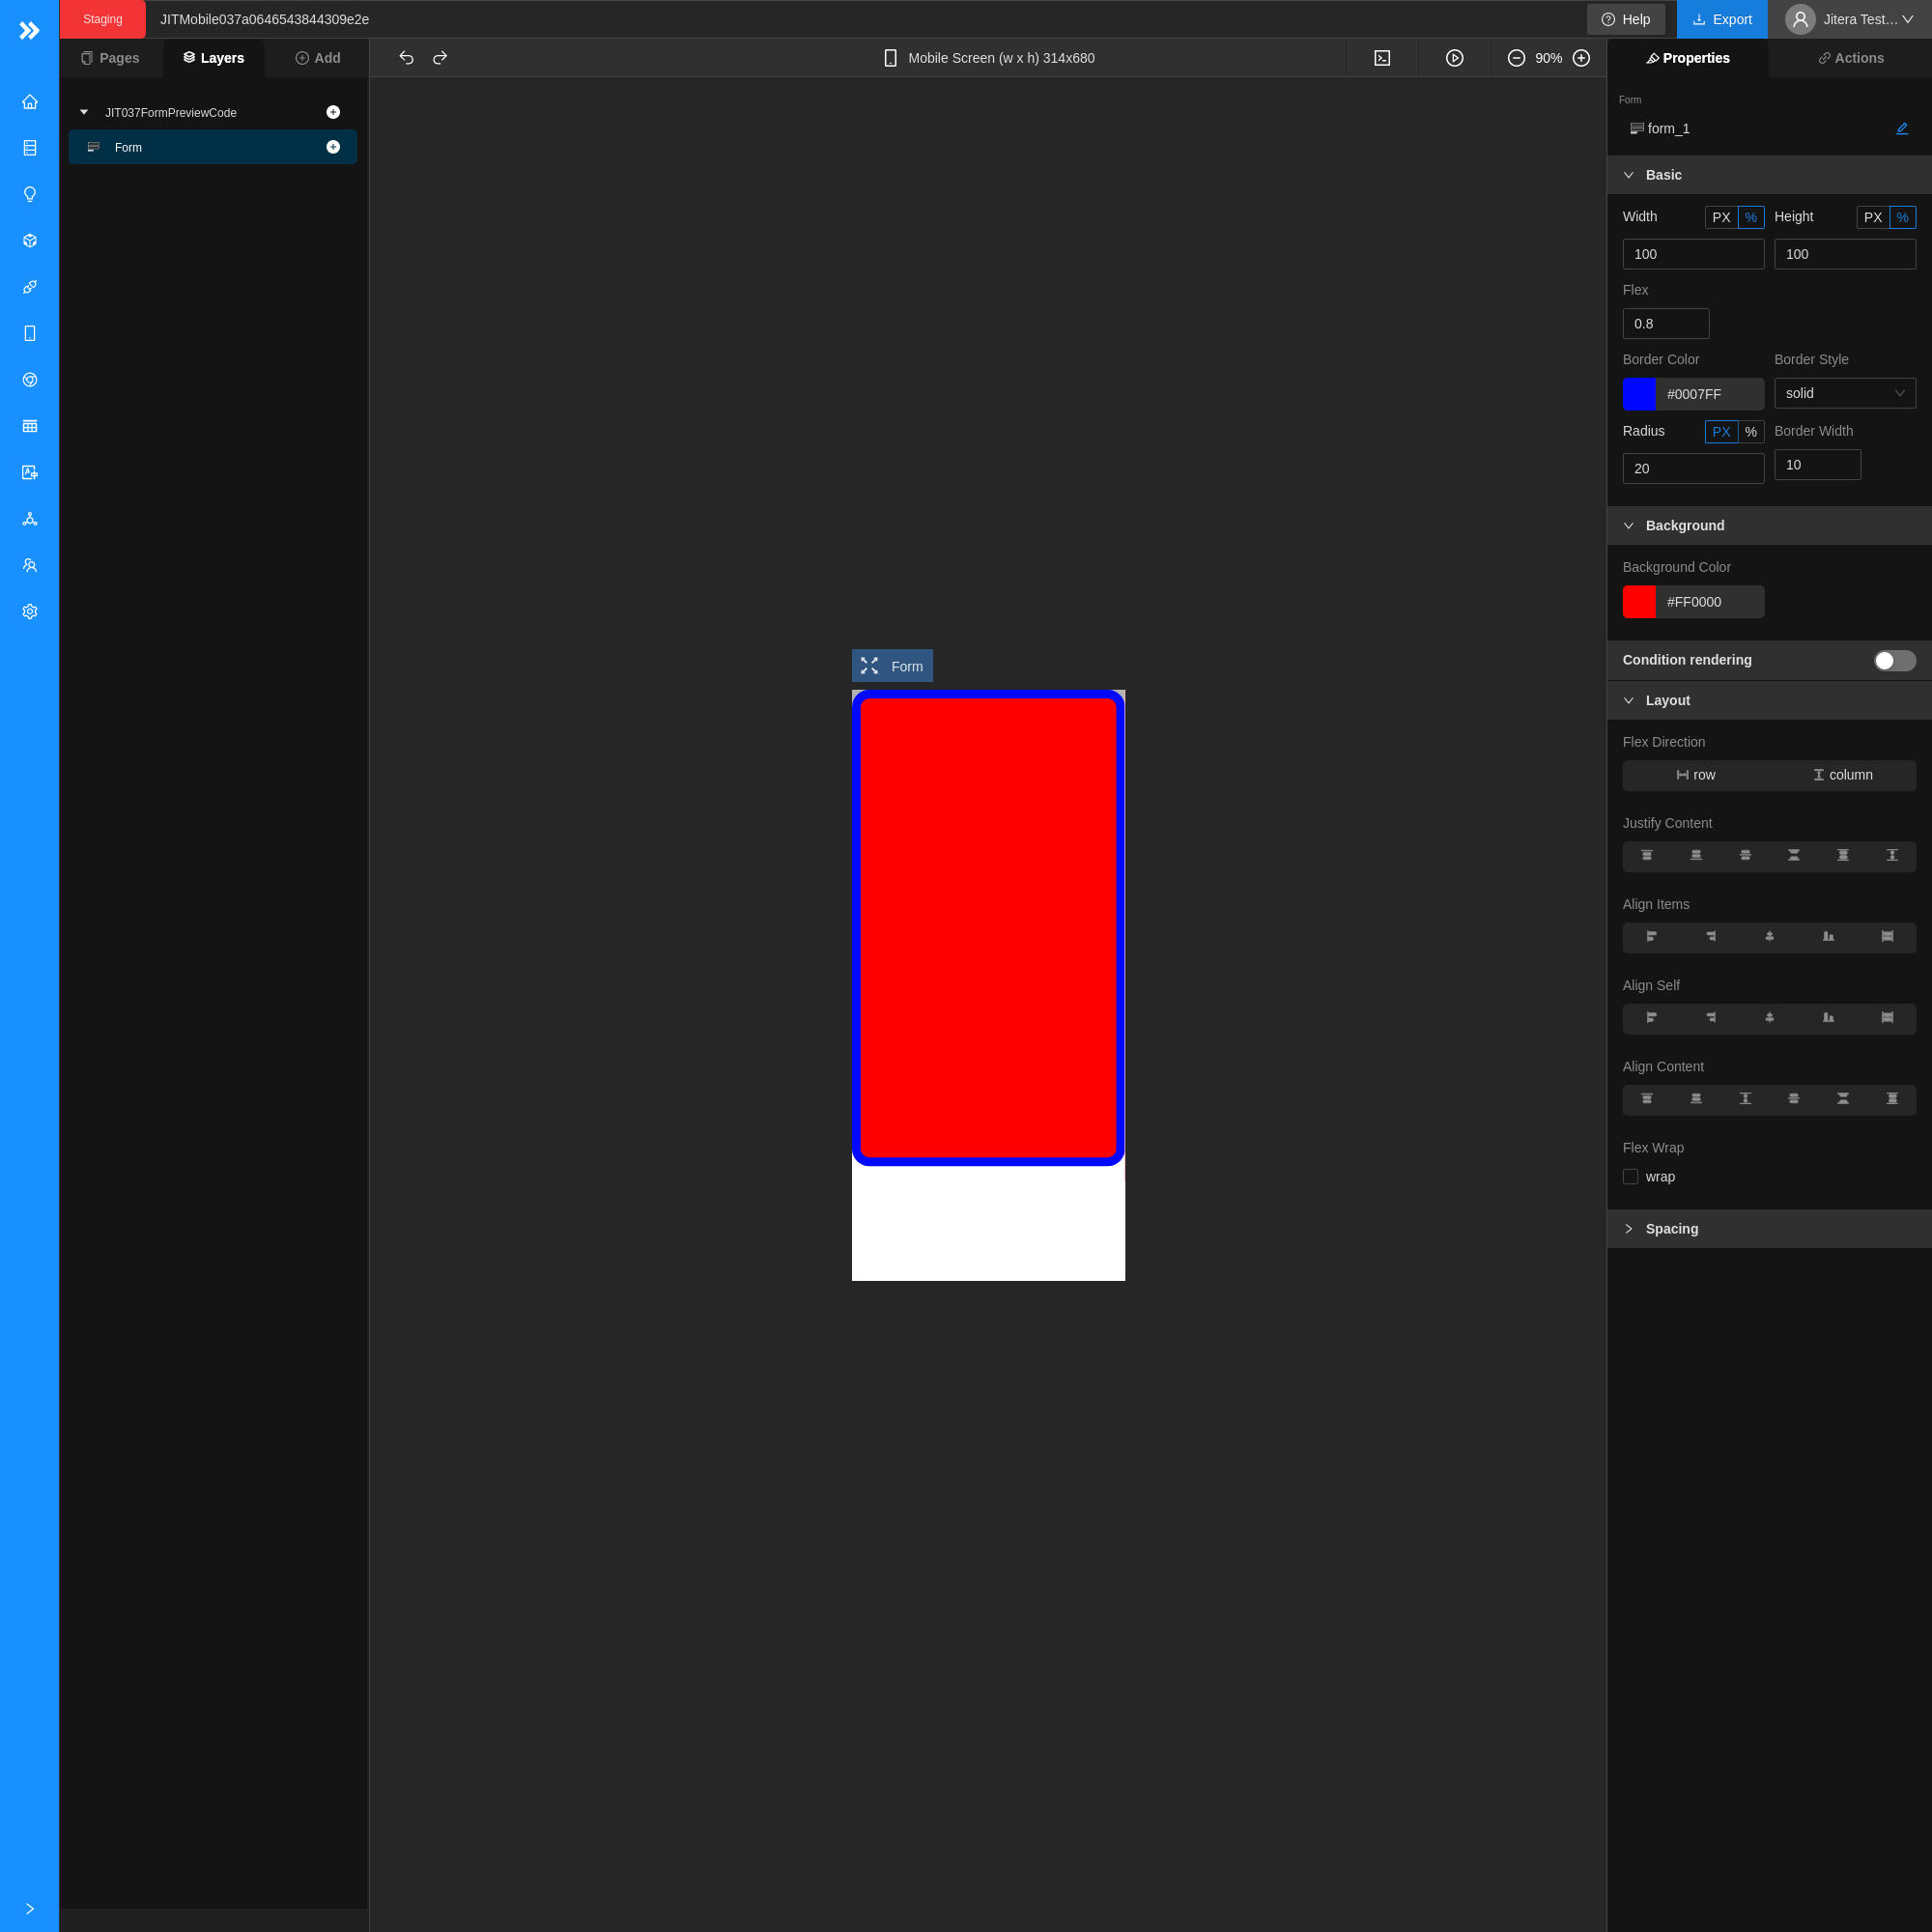 Staging
JITMobile037a0646543844309e2e
Help
Export
Jitera Test…
Pages
Layers
Add
Mobile Screen (w x h) 314x680
90%
Properties
Actions
JIT037FormPreviewCode
Form
Form
form_1
Basic
Width PX % Height PX %
100 100
Flex
0.8
Border Color Border Style
#0007FF solid
Radius PX % Border Width
20 10
Background
Background Color
#FF0000
Form
Condition rendering
Layout
Flex Direction
row column
Justify Content
Align Items
Align Self
Align Content
Flex Wrap
wrap
Spacing